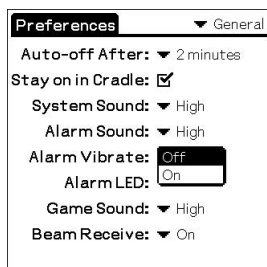 Preferences General
Auto-off After: 2 minutes
Stay on in Cradle:
System Sound: High
Alarm Sound: High
Alarm Vibrate: Off
On
Alarm LED:
Game Sound: High
Beam Receive: On